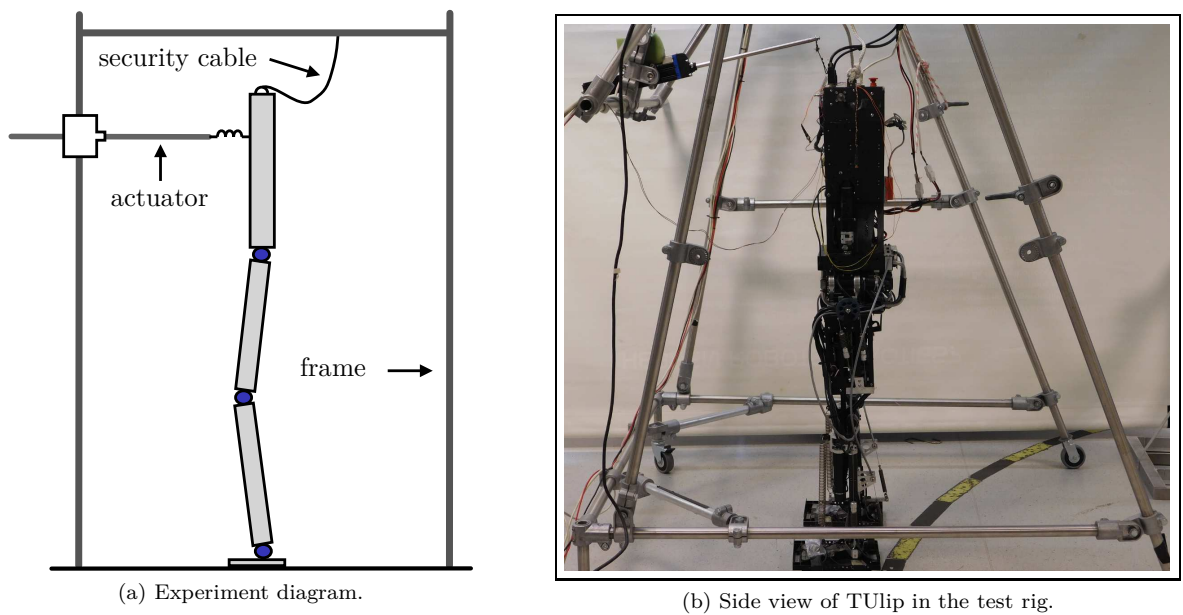 security cable
actuator
frame
(a) Experiment diagram.
(b) Side view of TUlip in the test rig.